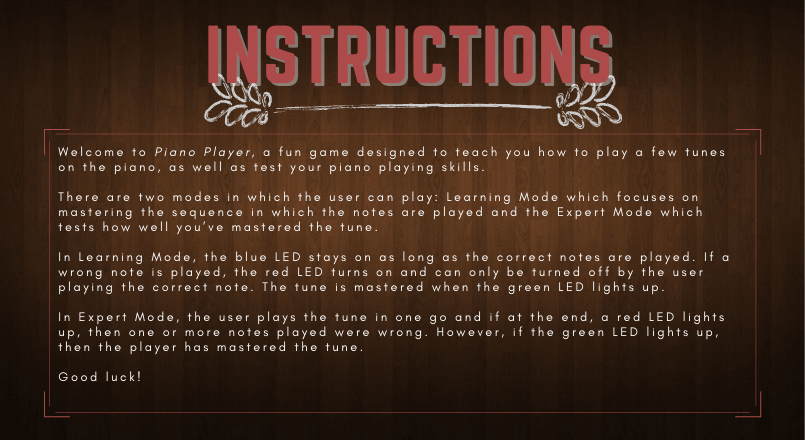 INSTRUCTIONS
Welcome to Piano Player, a fun game designed to teach you how to play a few tunes
on the piano, as well as test your piano playing skills.
There are two modes in which the user can play: Learning Mode which focuses on
mastering the sequence in which the notes are played and the Expert Mode which
tests how well you've mastered the tune.
In Learning Mode, the blue LED stays on as long as the correct notes are played. If a
wrong note is played, the red LED turns on and can only be turned off by the user
playing the correct note. The tune is mastered when the green LED lights up.
In Expert Mode, the user plays the tune in one go and if at the end, a red LED lights
up, then one or more notes played were wrong. However, if the green LED lights up,
then the player has mastered the tune.
Good luck!